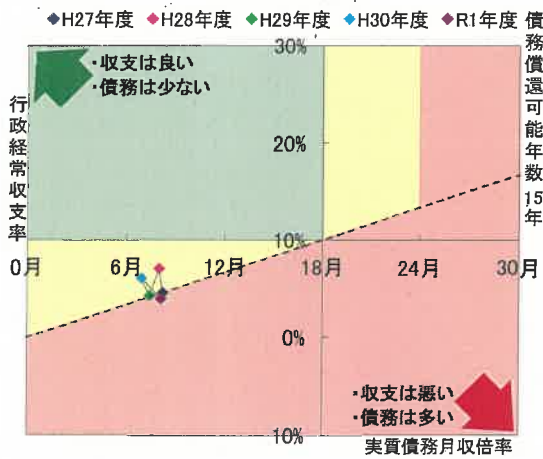 H27年度 H28年度 H29年度 H30年度 R1年度
債務償還可能年数 15年
30%
・収支は良い
・債務は少ない
行政経常収支率
20%
10%
0月 6月 12月 18月 24月 30月
0%
・収支は悪い
・債務は多い
10%
実質債務月収倍率